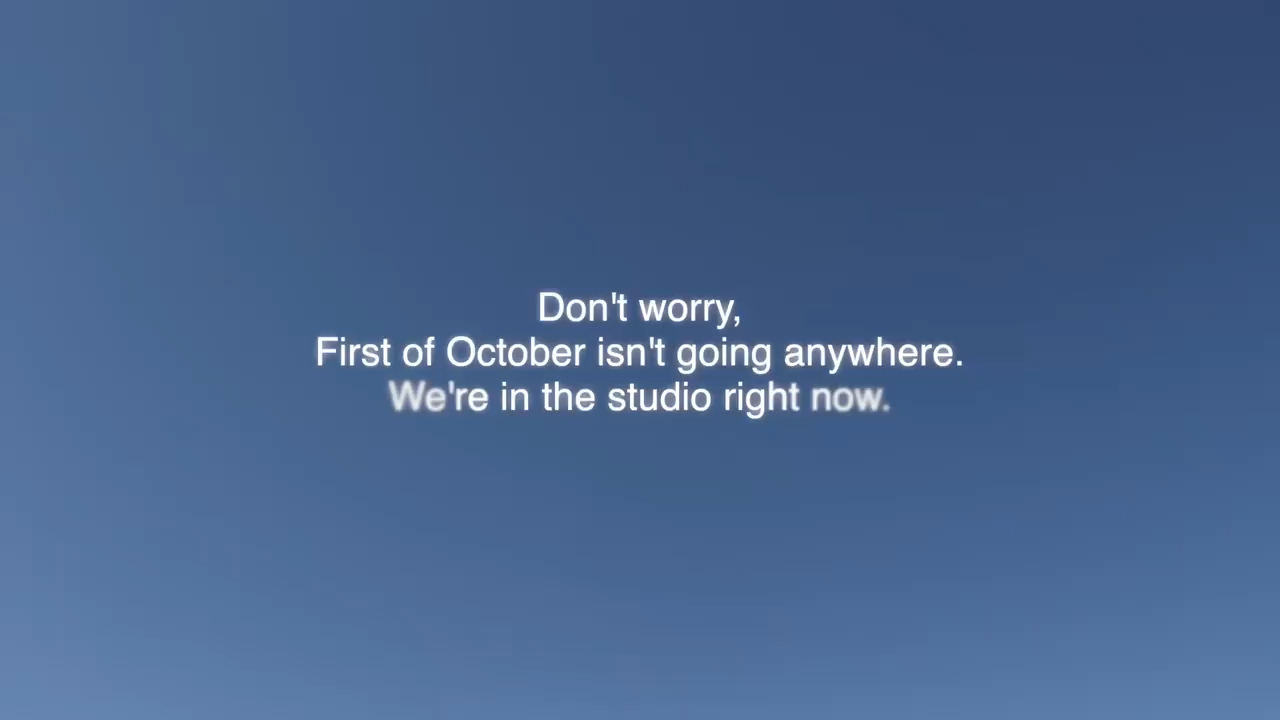 Don't worry,
First of October isn't going anywhere.
We're in the studio right now.